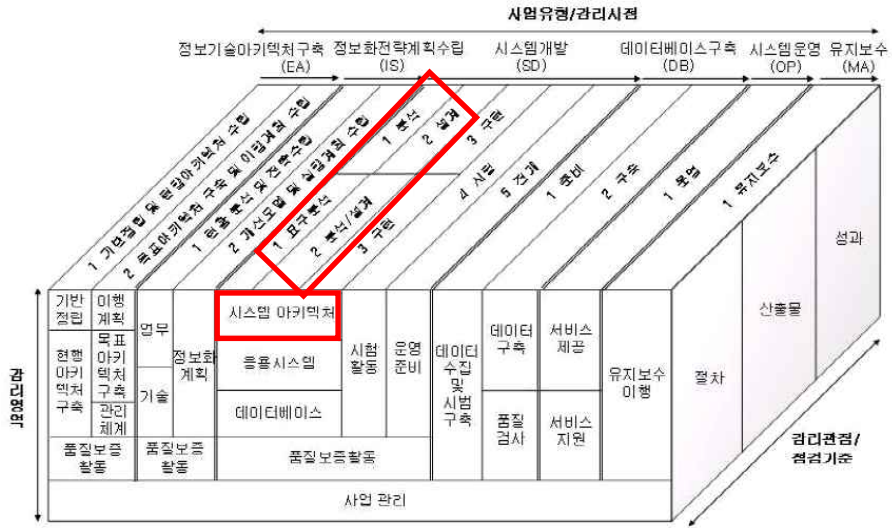 사업유형/감리시점
정보기술아키텍처구축 정보화전략계획수립 시스템개발 데이터베이스구축 시스템운영 유지보수
(EA) (IS) (SD) (DB) (OP) (MA)
1 기반정립 및 현황아키텍처 수립
2 목표아키텍처 구축 및 이행계획 수립
1 현황분석 및 전략 수립
2 개선모델 및 실행계획 수립
1 분석
2 설계
3 구현
1 요구분석
2 분석/설계
3 구현
4 시험
5 전개
1 준비
2 구축
1 운영
1 유지보수
감리영역
기반정립
이행계획
현행아키텍처구축
목표아키텍처구축
관리체계
품질보증활동
업무
기술
정보화계획
품질보증활동
시스템 아키텍처
응용시스템
데이터베이스
시험활동
운영준비
품질보증활동
데이터수집및시범구축
데이터구축
품질검사
서비스제공
서비스지원
유지보수이행
사업 관리
절차
산출물
성과
감리관점/
점검기준